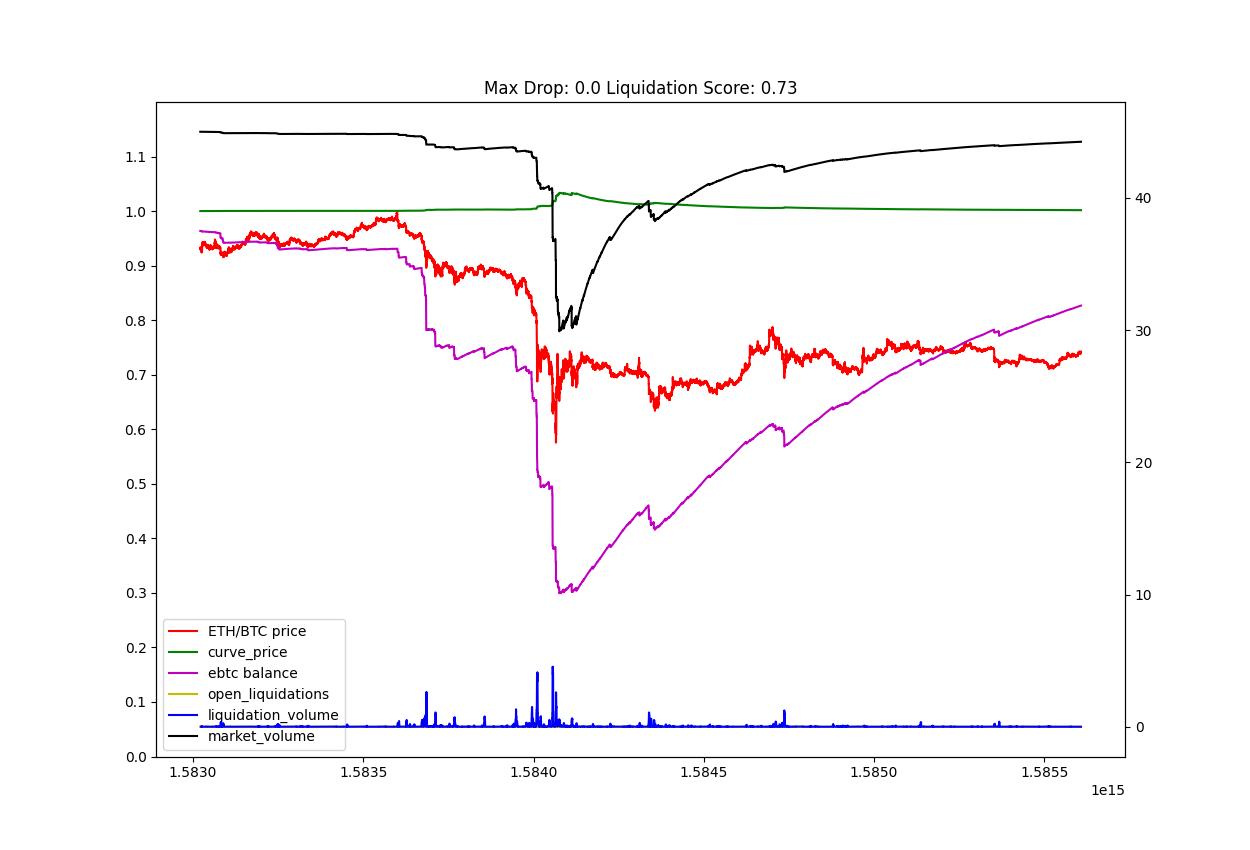 Max Drop: 0.0 Liquidation Score: 0.73
1.1
1.0
0.9
0.8
0.7
0.6
0.5
0.4
0.3
0.2
0.1
0.0
40
30
20
10
0
ETH/BTC price
curve_price
ebtc balance
open_liquidations
liquidation_volume
market_volume
1.5830 1.5835 1.5840 1.5845 1.5850 1.5855
1e15